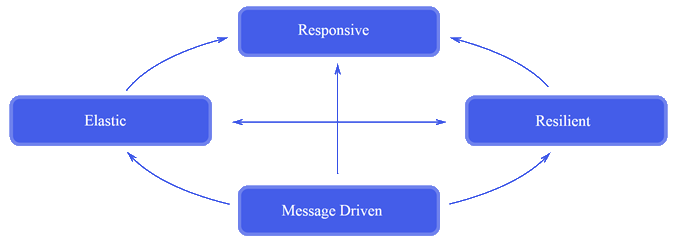 Responsive
Elastic
Resilient
Message Driven